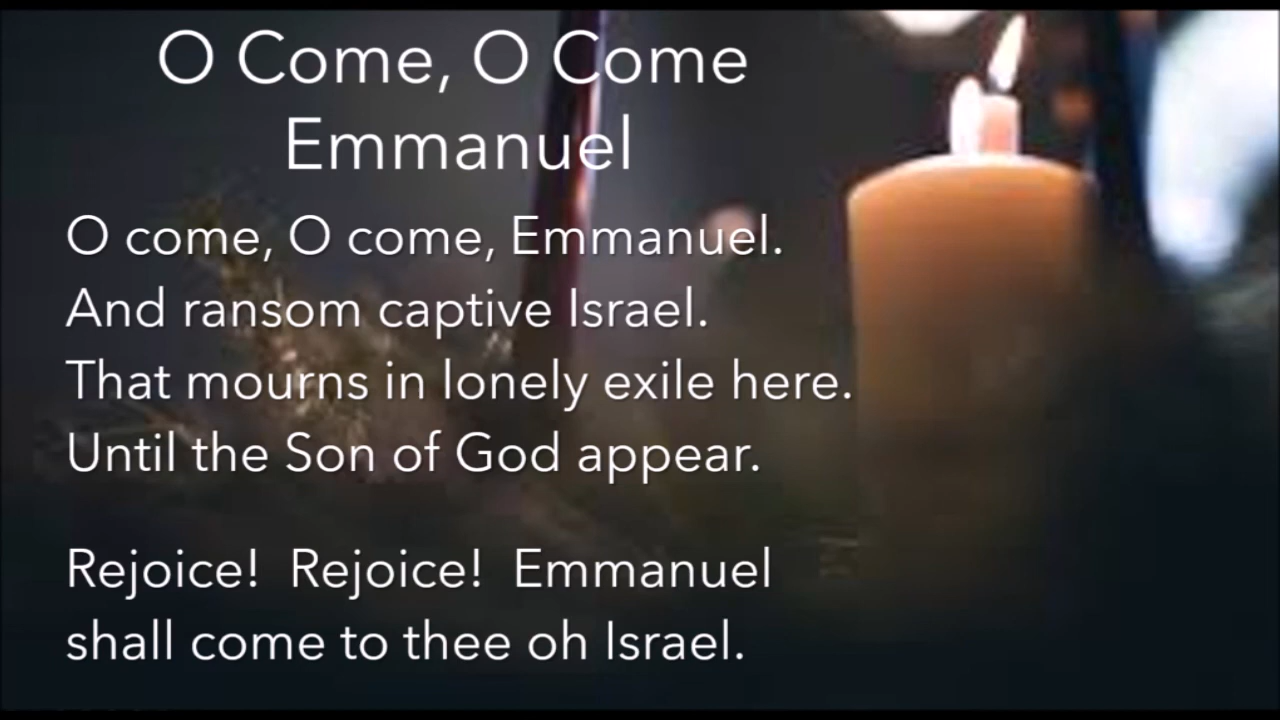 O Come, O Come
Emmanuel
O come, O come, Emmanuel.
And ransom captive Israel.
That mourns in lonely exile here.
Until the Son of God appear.
Rejoice!  Rejoice!  Emmanuel
shall come to thee oh Israel.